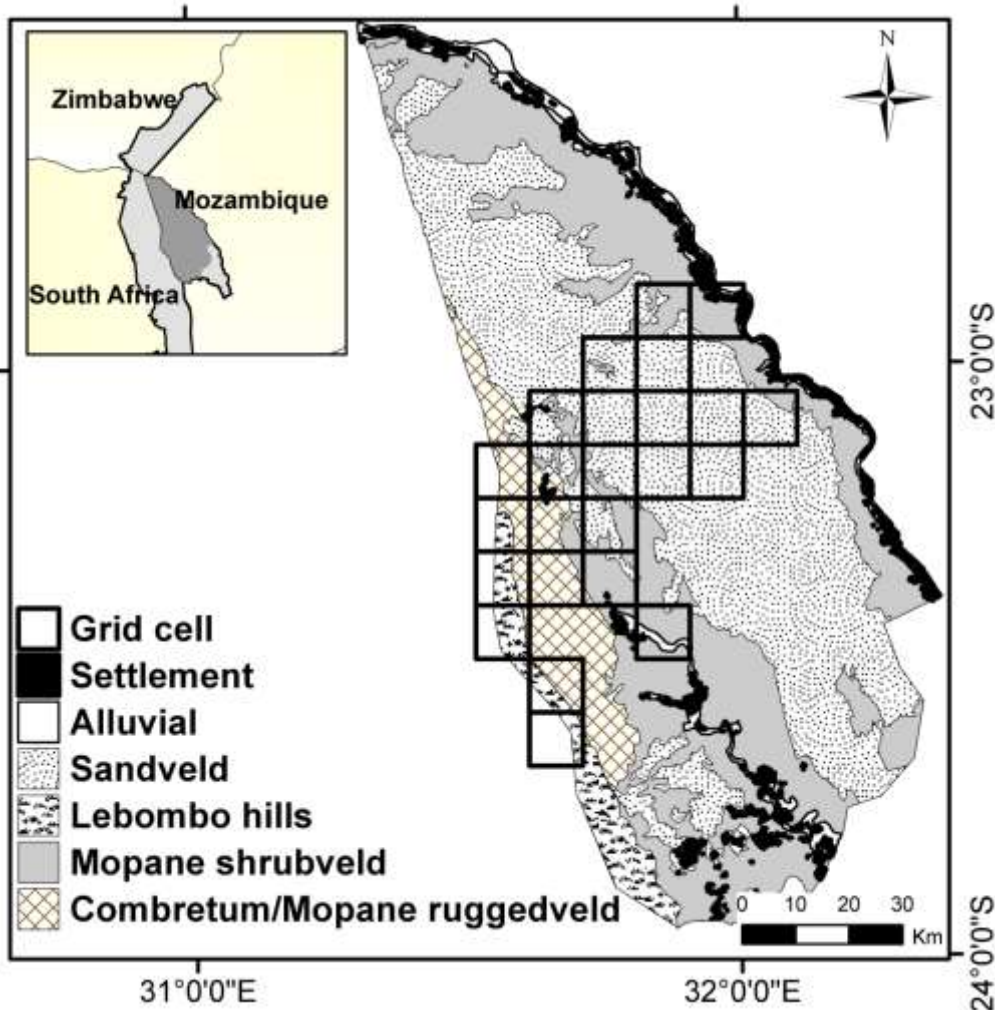 Zimbabwe
Mozambique
South Africa
N
23°0'0"S
Grid cell
Settlement
Alluvial
Sandveld
Lebombo hills
Mopane shrubveld
Combretum/Mopane ruggedveld
0 10 20 30
Km
24°0'0"S
31°0'0"E
32°0'0"E